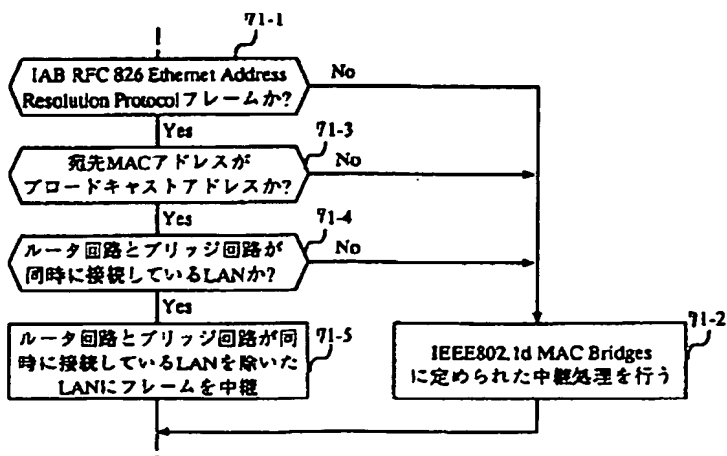 71-1
IAB RFC 826 Ethernet Address
Resolution Protocolフレームか?
No
Yes
71-3
宛先MACアドレスが
ブロードキャストアドレスか?
No
Yes
71-4
ルータ回路とブリッジ回路が
同時に接続しているLANか?
No
Yes
71-5
ルータ回路とブリッジ回路が同
時に接続しているLANを除いた
LANにフレームを中継
71-2
IEEE802.1d MAC Bridges
に定められた中継処理を行う